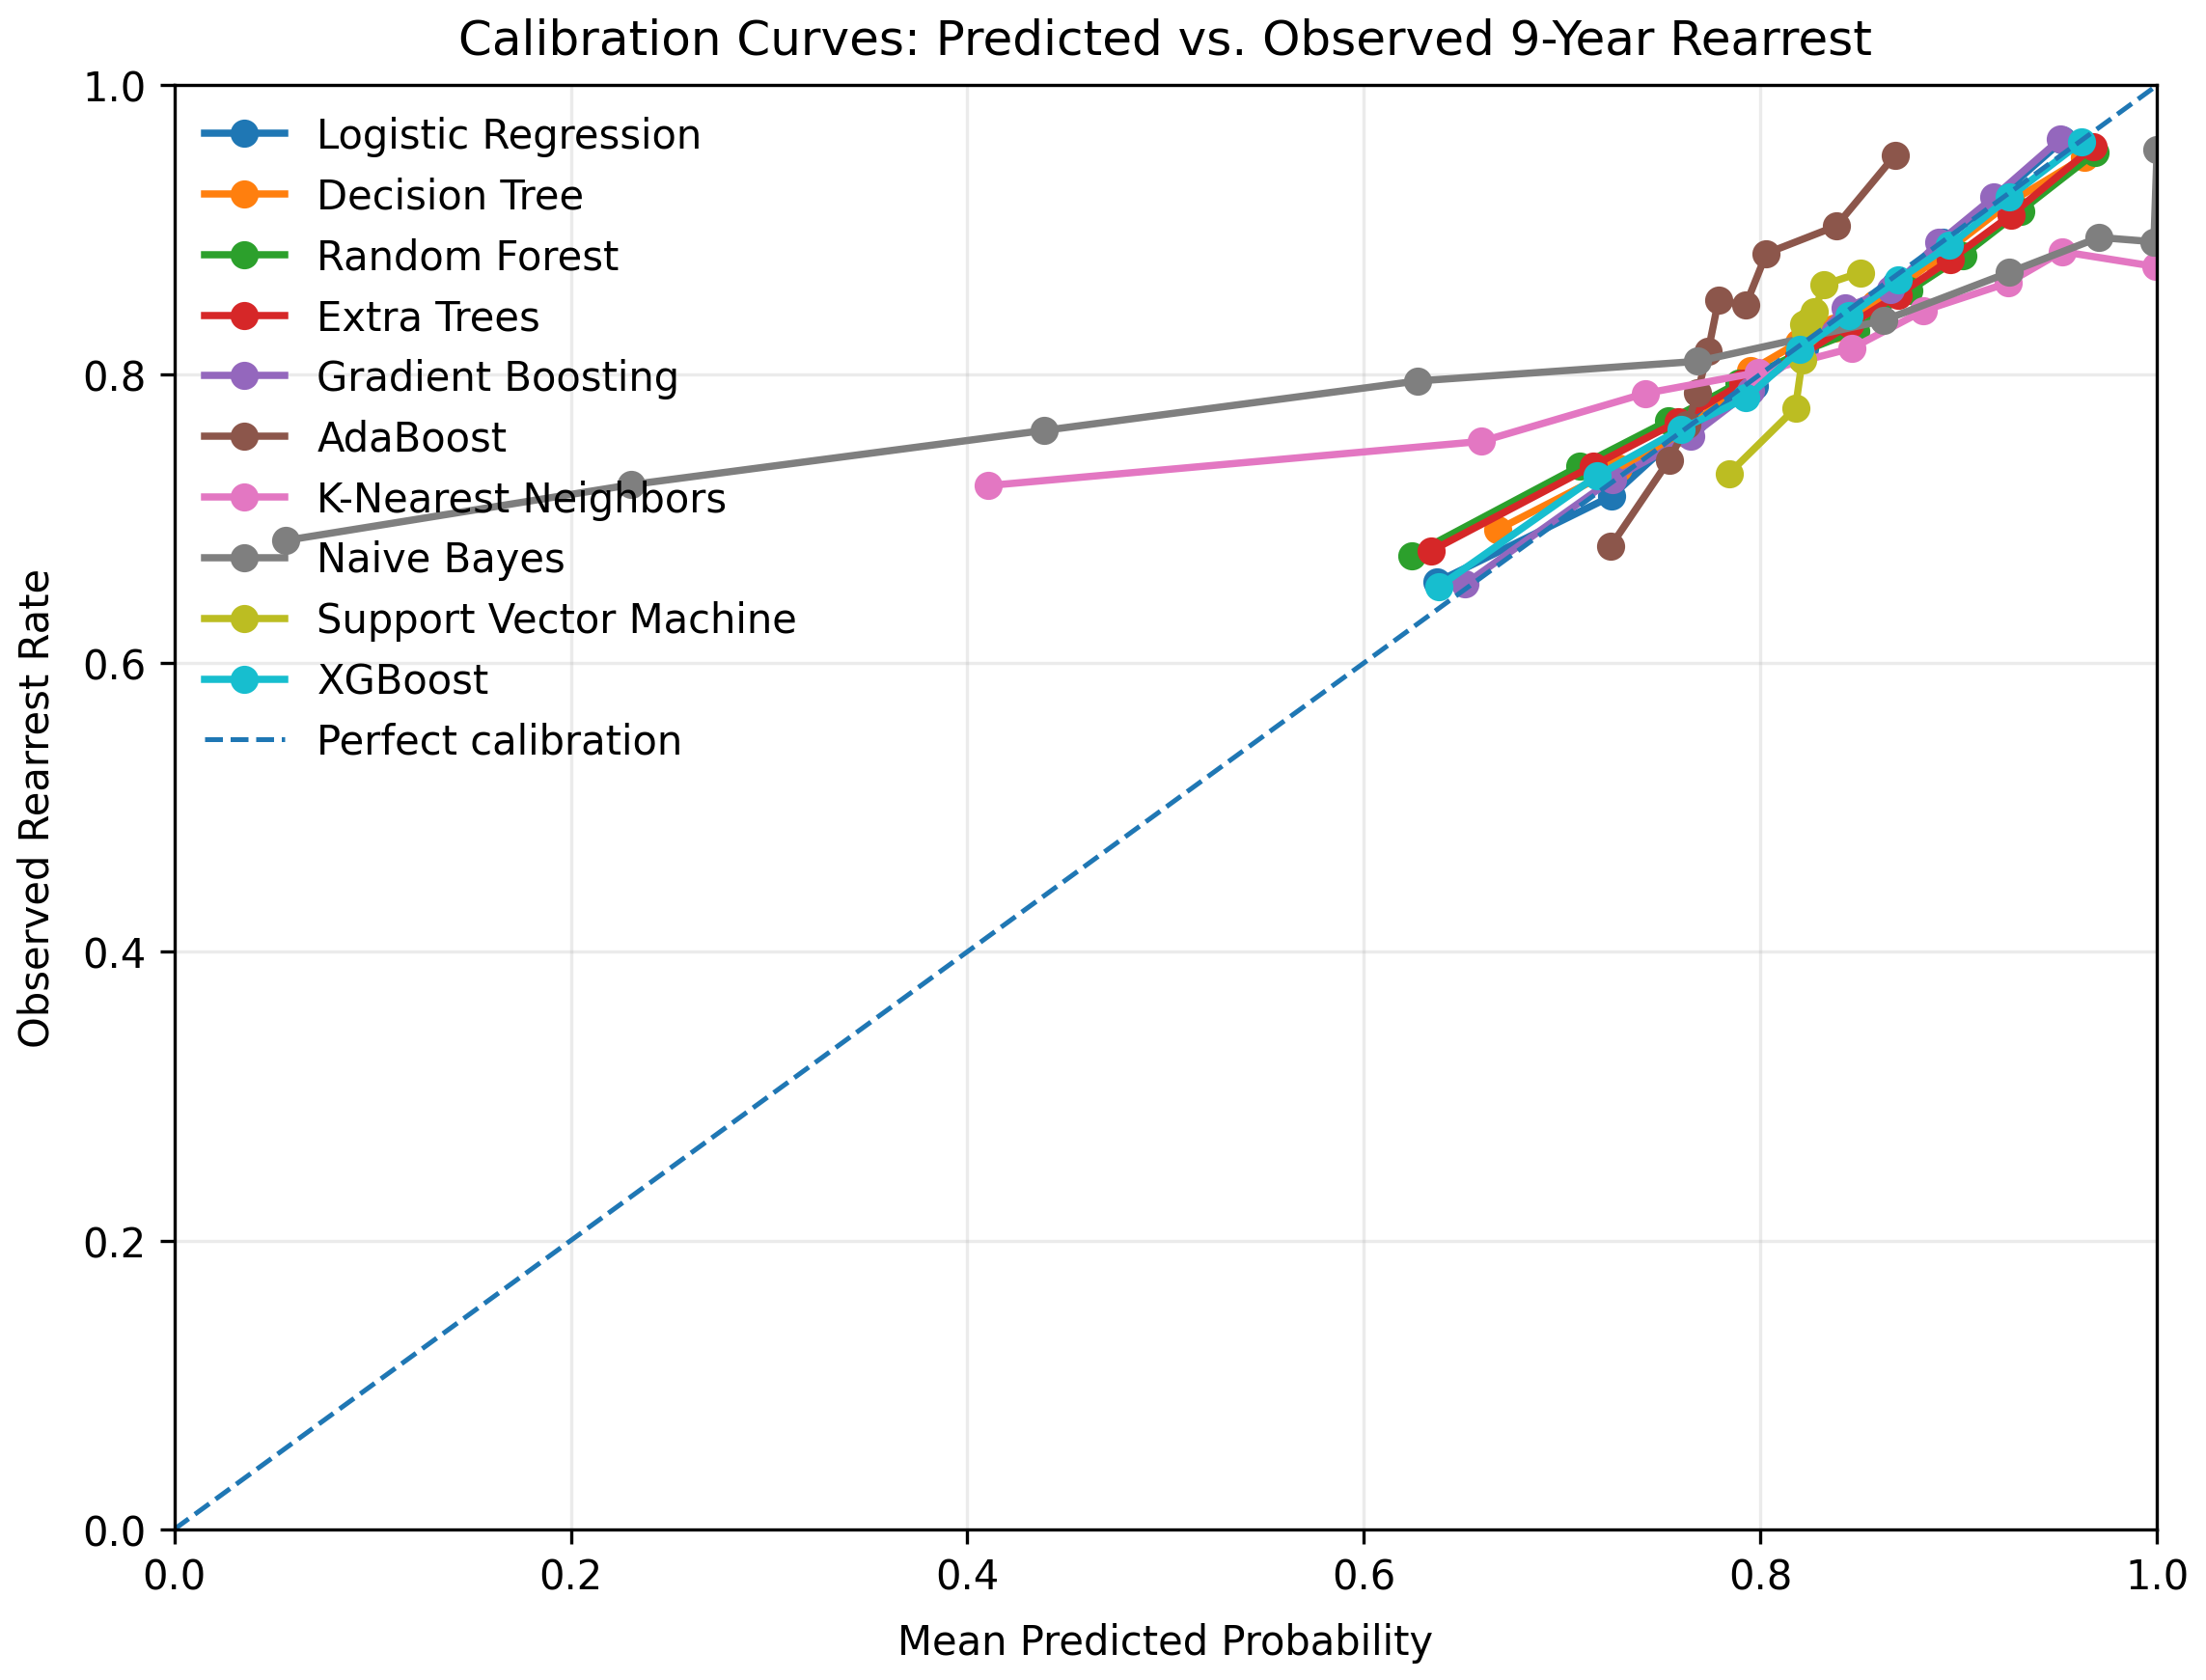 Calibration Curves: Predicted vs. Observed 9-Year Rearrest
1.0
0.8
0.6
0.4
0.2
0.0
Observed Rearrest Rate
Logistic Regression
Decision Tree
Random Forest
Extra Trees
Gradient Boosting
AdaBoost
K-Nearest Neighbors
Naive Bayes
Support Vector Machine
XGBoost
Perfect calibration
0.0 0.2 0.4 0.6 0.8 1.0
Mean Predicted Probability